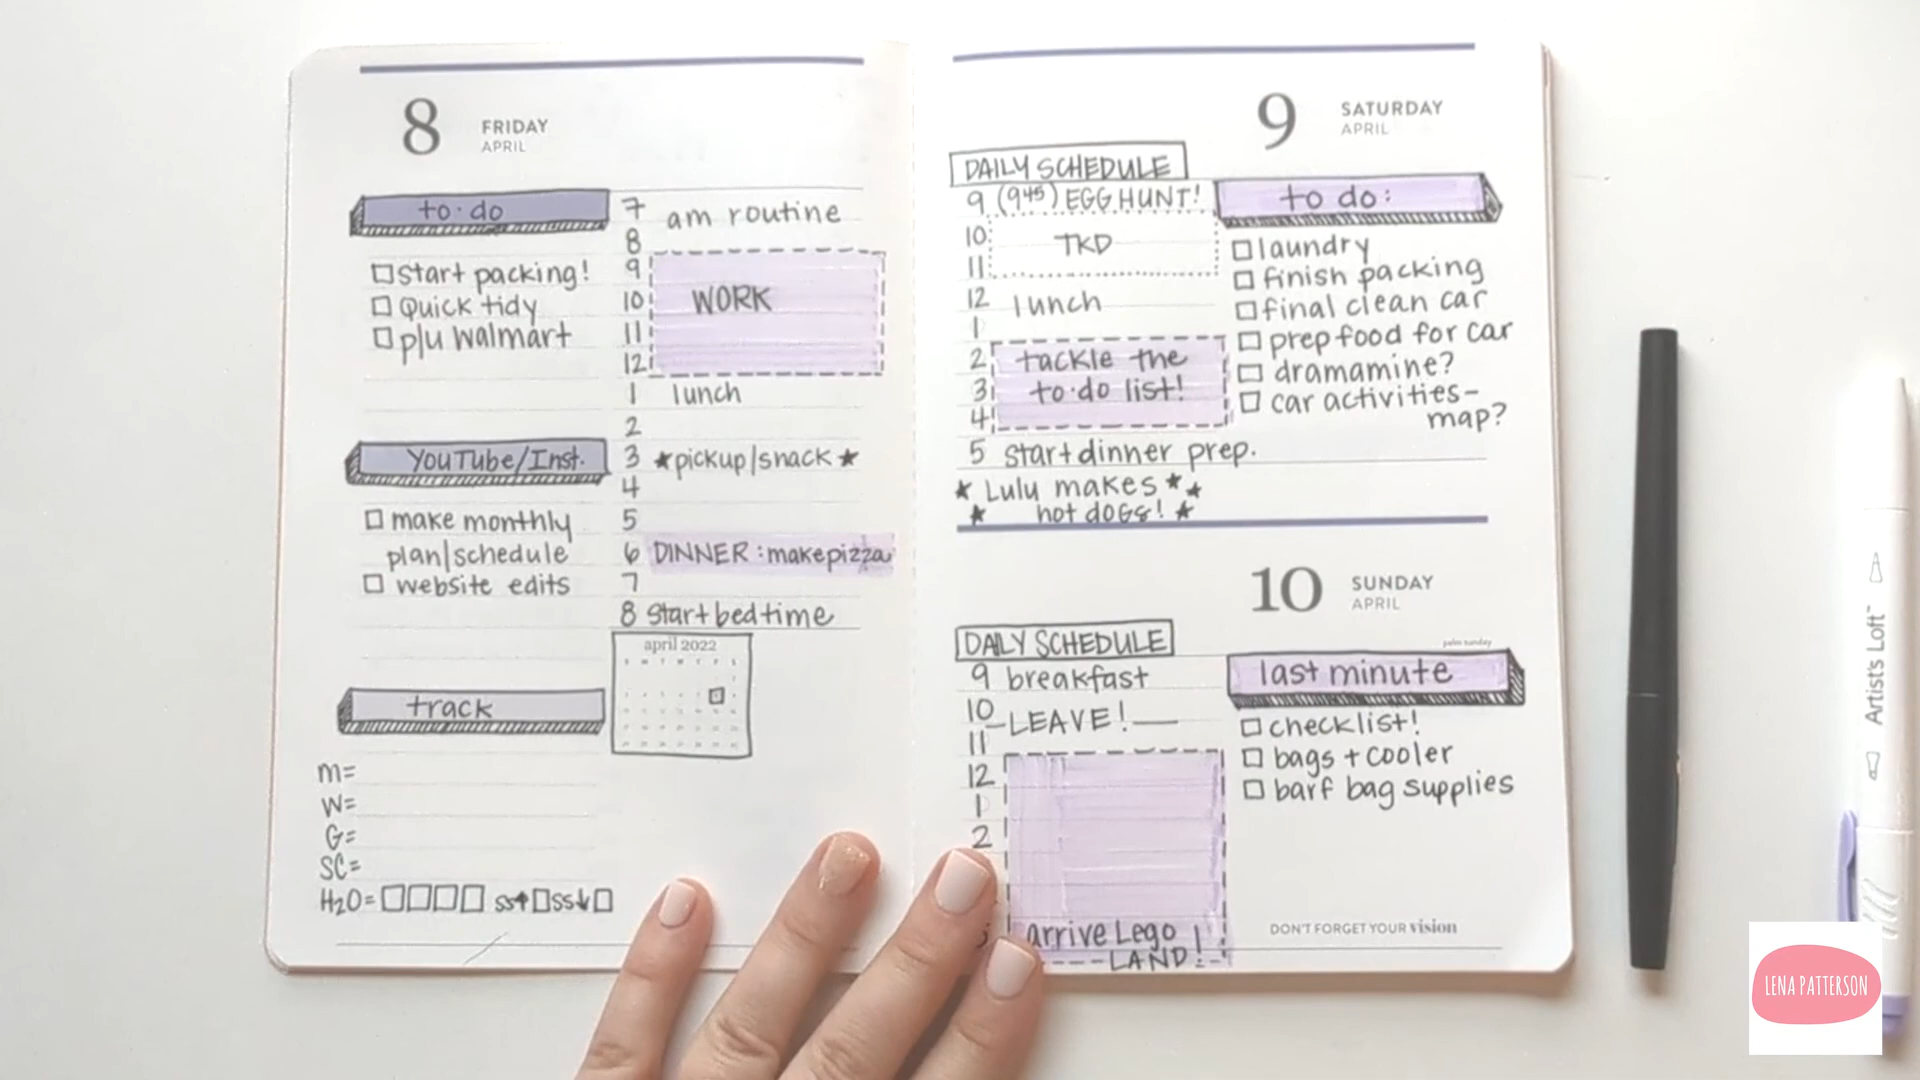 8 FRIDAY
APRIL
to·do
□ start packing!
□ Quick tidy
□ p/u Walmart
YouTube/Inst.
□ make monthly
plan/schedule
□ website edits
track
m=
W=
G=
SC=
H2O= □□□□ SS↑□SS↓□
7 am routine
8
9
10 WORK
11
12
1 lunch
2
3 ★pickup/snack★
4
5
6 DINNER: make pizza
7
8 Start bedtime
april 2022
9 SATURDAY
APRIL
DAILY SCHEDULE
9 (945) EGG HUNT!
10 TKD
11
12 lunch
1
2 tackle the
3 to·do list!
4
5 start dinner prep.
★ Lulu makes ★★
★ hot doGs! ★
to do:
□ laundry
□ finish packing
□ final clean car
□ prep food for car
□ dramamine?
□ car activities-
map?
10 SUNDAY
APRIL
palm sunday
DAILY SCHEDULE
9 breakfast
10 LEAVE!
11
12
1
2
arrive Lego
LAND!
last minute
□ checklist!
□ bags + cooler
□ barf bag supplies
DON'T FORGET YOUR vision
Artist's Loft™
LENA PATTERSON